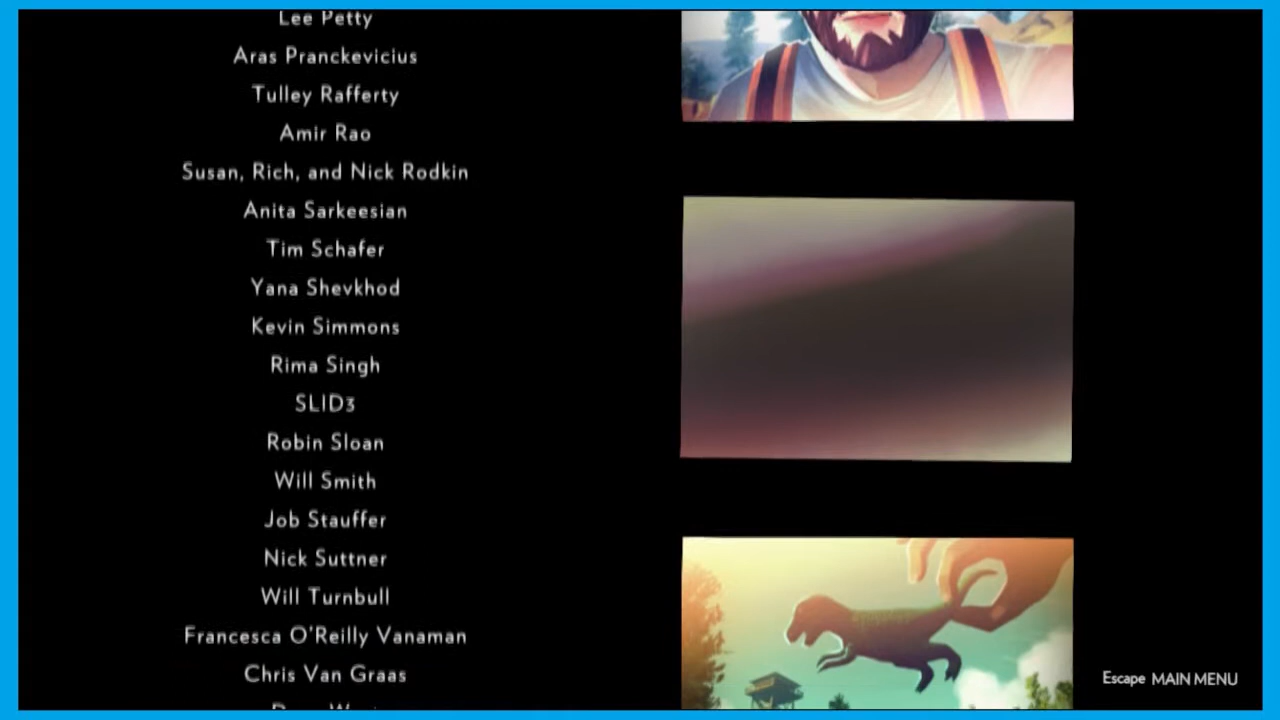 Lee Petty
Aras Pranckevicius
Tulley Rafferty
Amir Rao
Susan, Rich, and Nick Rodkin
Anita Sarkeesian
Tim Schafer
Yana Shevkhod
Kevin Simmons
Rima Singh
SLID3
Robin Sloan
Will Smith
Job Stauffer
Nick Suttner
Will Turnbull
Francesca O'Reilly Vanaman
Chris Van Graas
Escape MAIN MENU